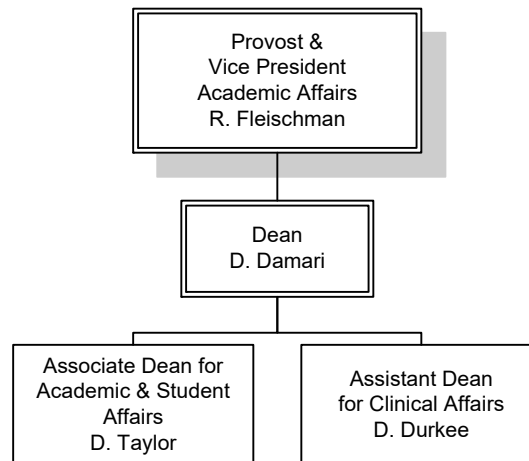 Provost &
Vice President
Academic Affairs
R. Fleischman
Dean
D. Damari
Associate Dean for
Academic & Student
Affairs
D. Taylor
Assistant Dean
for Clinical Affairs
D. Durkee